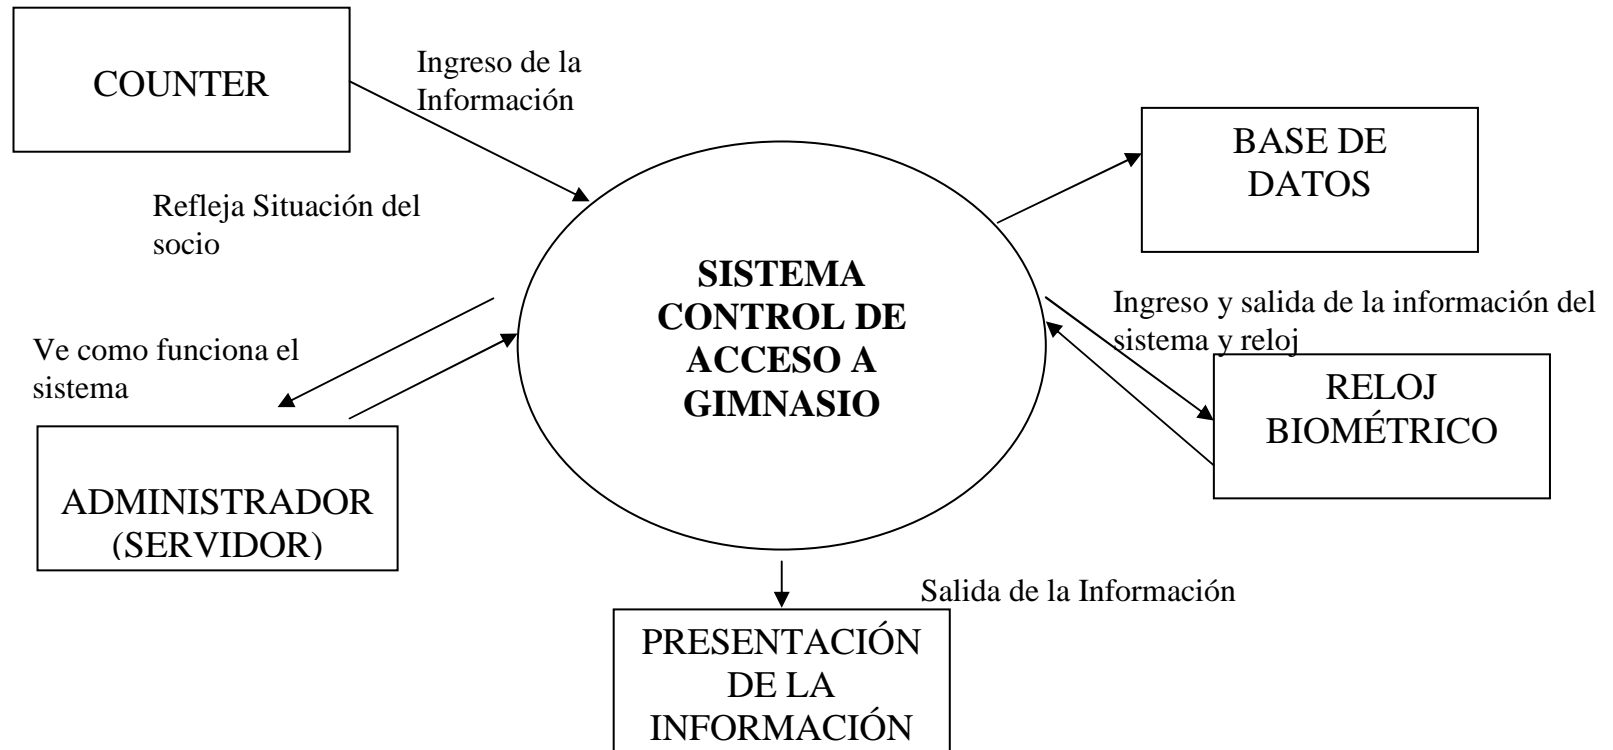 COUNTER
Ingreso de la
Información
BASE DE
DATOS
Refleja Situación del
socio
SISTEMA
CONTROL DE
ACCESO A
GIMNASIO
Ingreso y salida de la información del
sistema y reloj
Ve como funciona el
sistema
RELOJ
BIOMÉTRICO
ADMINISTRADOR
(SERVIDOR)
Salida de la Información
PRESENTACIÓN
DE LA
INFORMACIÓN